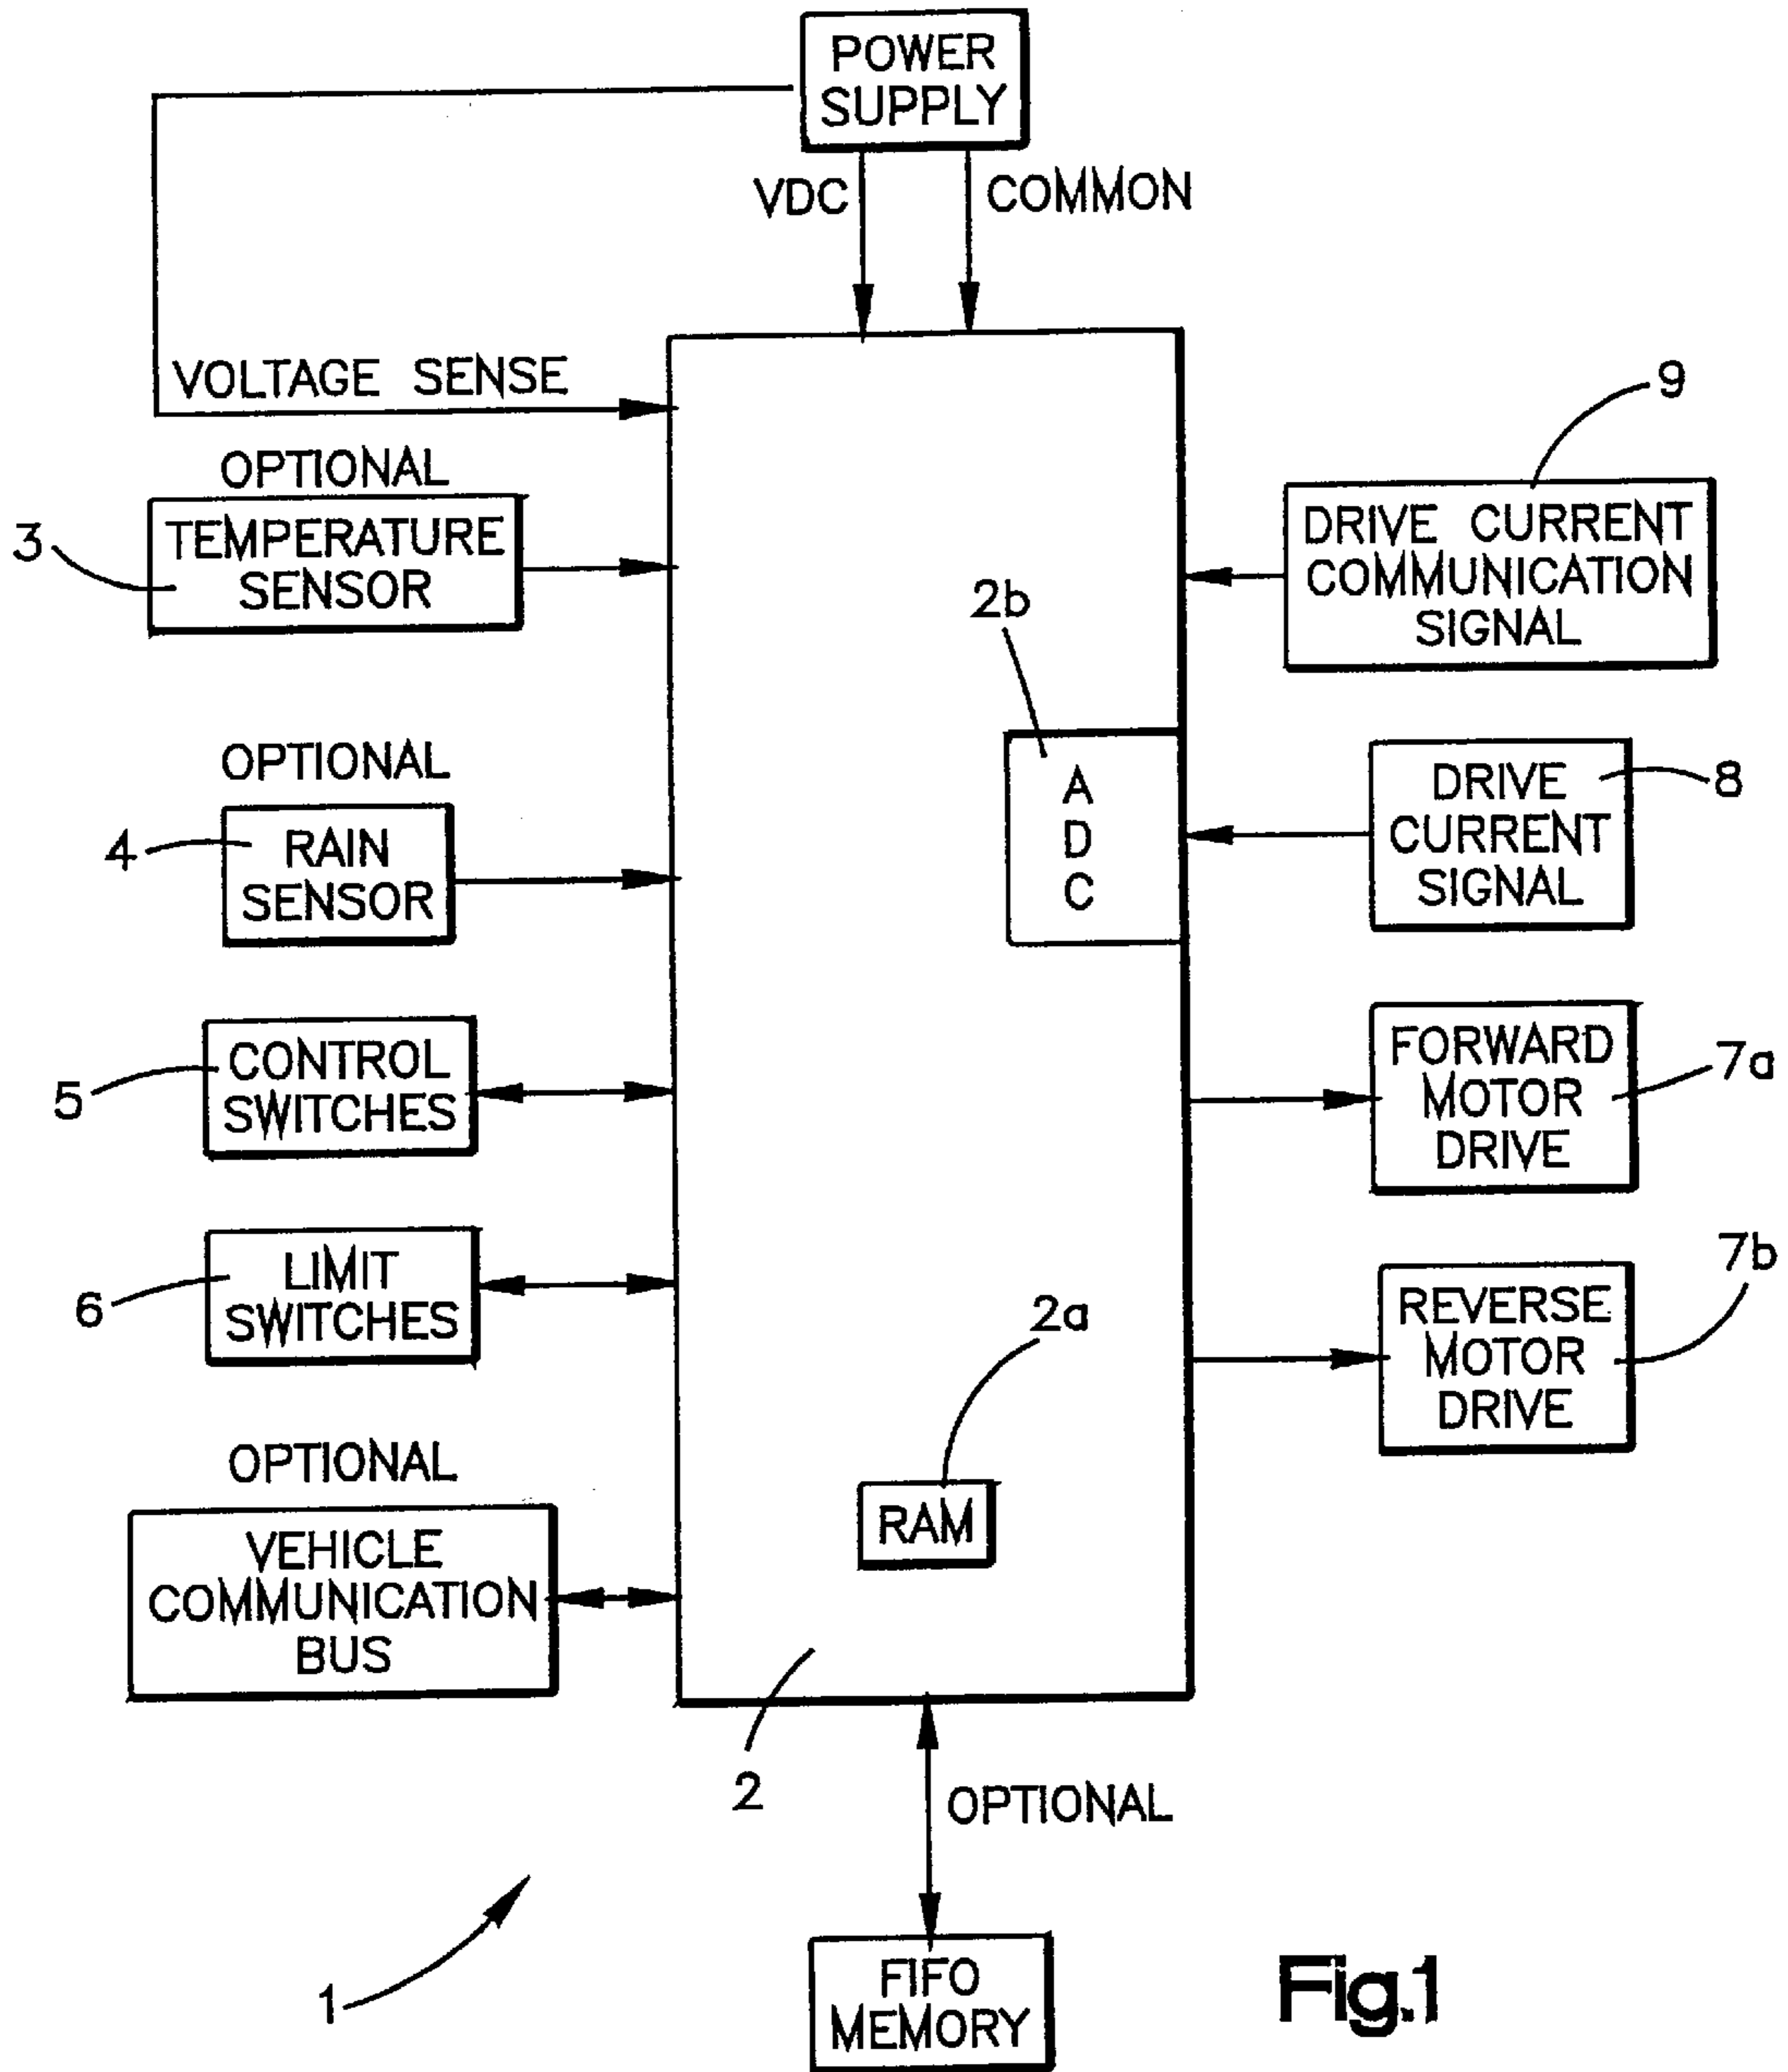 POWER
SUPPLY
VDC
COMMON
VOLTAGE SENSE
OPTIONAL
TEMPERATURE
SENSOR
3
9
DRIVE CURRENT
COMMUNICATION
SIGNAL
2b
A
D
C
OPTIONAL
RAIN
SENSOR
4
DRIVE
CURRENT
SIGNAL
8
CONTROL
SWITCHES
5
FORWARD
MOTOR
DRIVE
7a
LIMIT
SWITCHES
6
REVERSE
MOTOR
DRIVE
7b
2a
RAM
OPTIONAL
VEHICLE
COMMUNICATION
BUS
2
OPTIONAL
1
FIFO
MEMORY
Fig.1